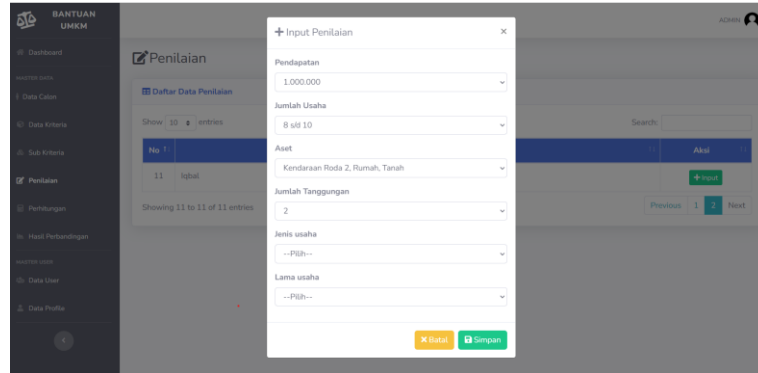 BANTUAN
UMKM
Dashboard
MASTER DATA
Data Calon
Data Kriteria
Sub Kriteria
Penilaian
Perhitungan
Hasil Perbandingan
MASTER USER
Data User
Data Profile
ADMIN
Penilaian
Daftar Data Penilaian
Show 10 entries
Search:
No
Aksi
11 Iqbal
Input
Showing 11 to 11 of 11 entries
Previous 1 2 Next
Input Penilaian ×
Pendapatan
1.000.000
Jumlah Usaha
8 s/d 10
Aset
Kendaraan Roda 2, Rumah, Tanah
Jumlah Tanggungan
2
Jenis usaha
--Pilih--
Lama usaha
--Pilih--
Batal
Simpan